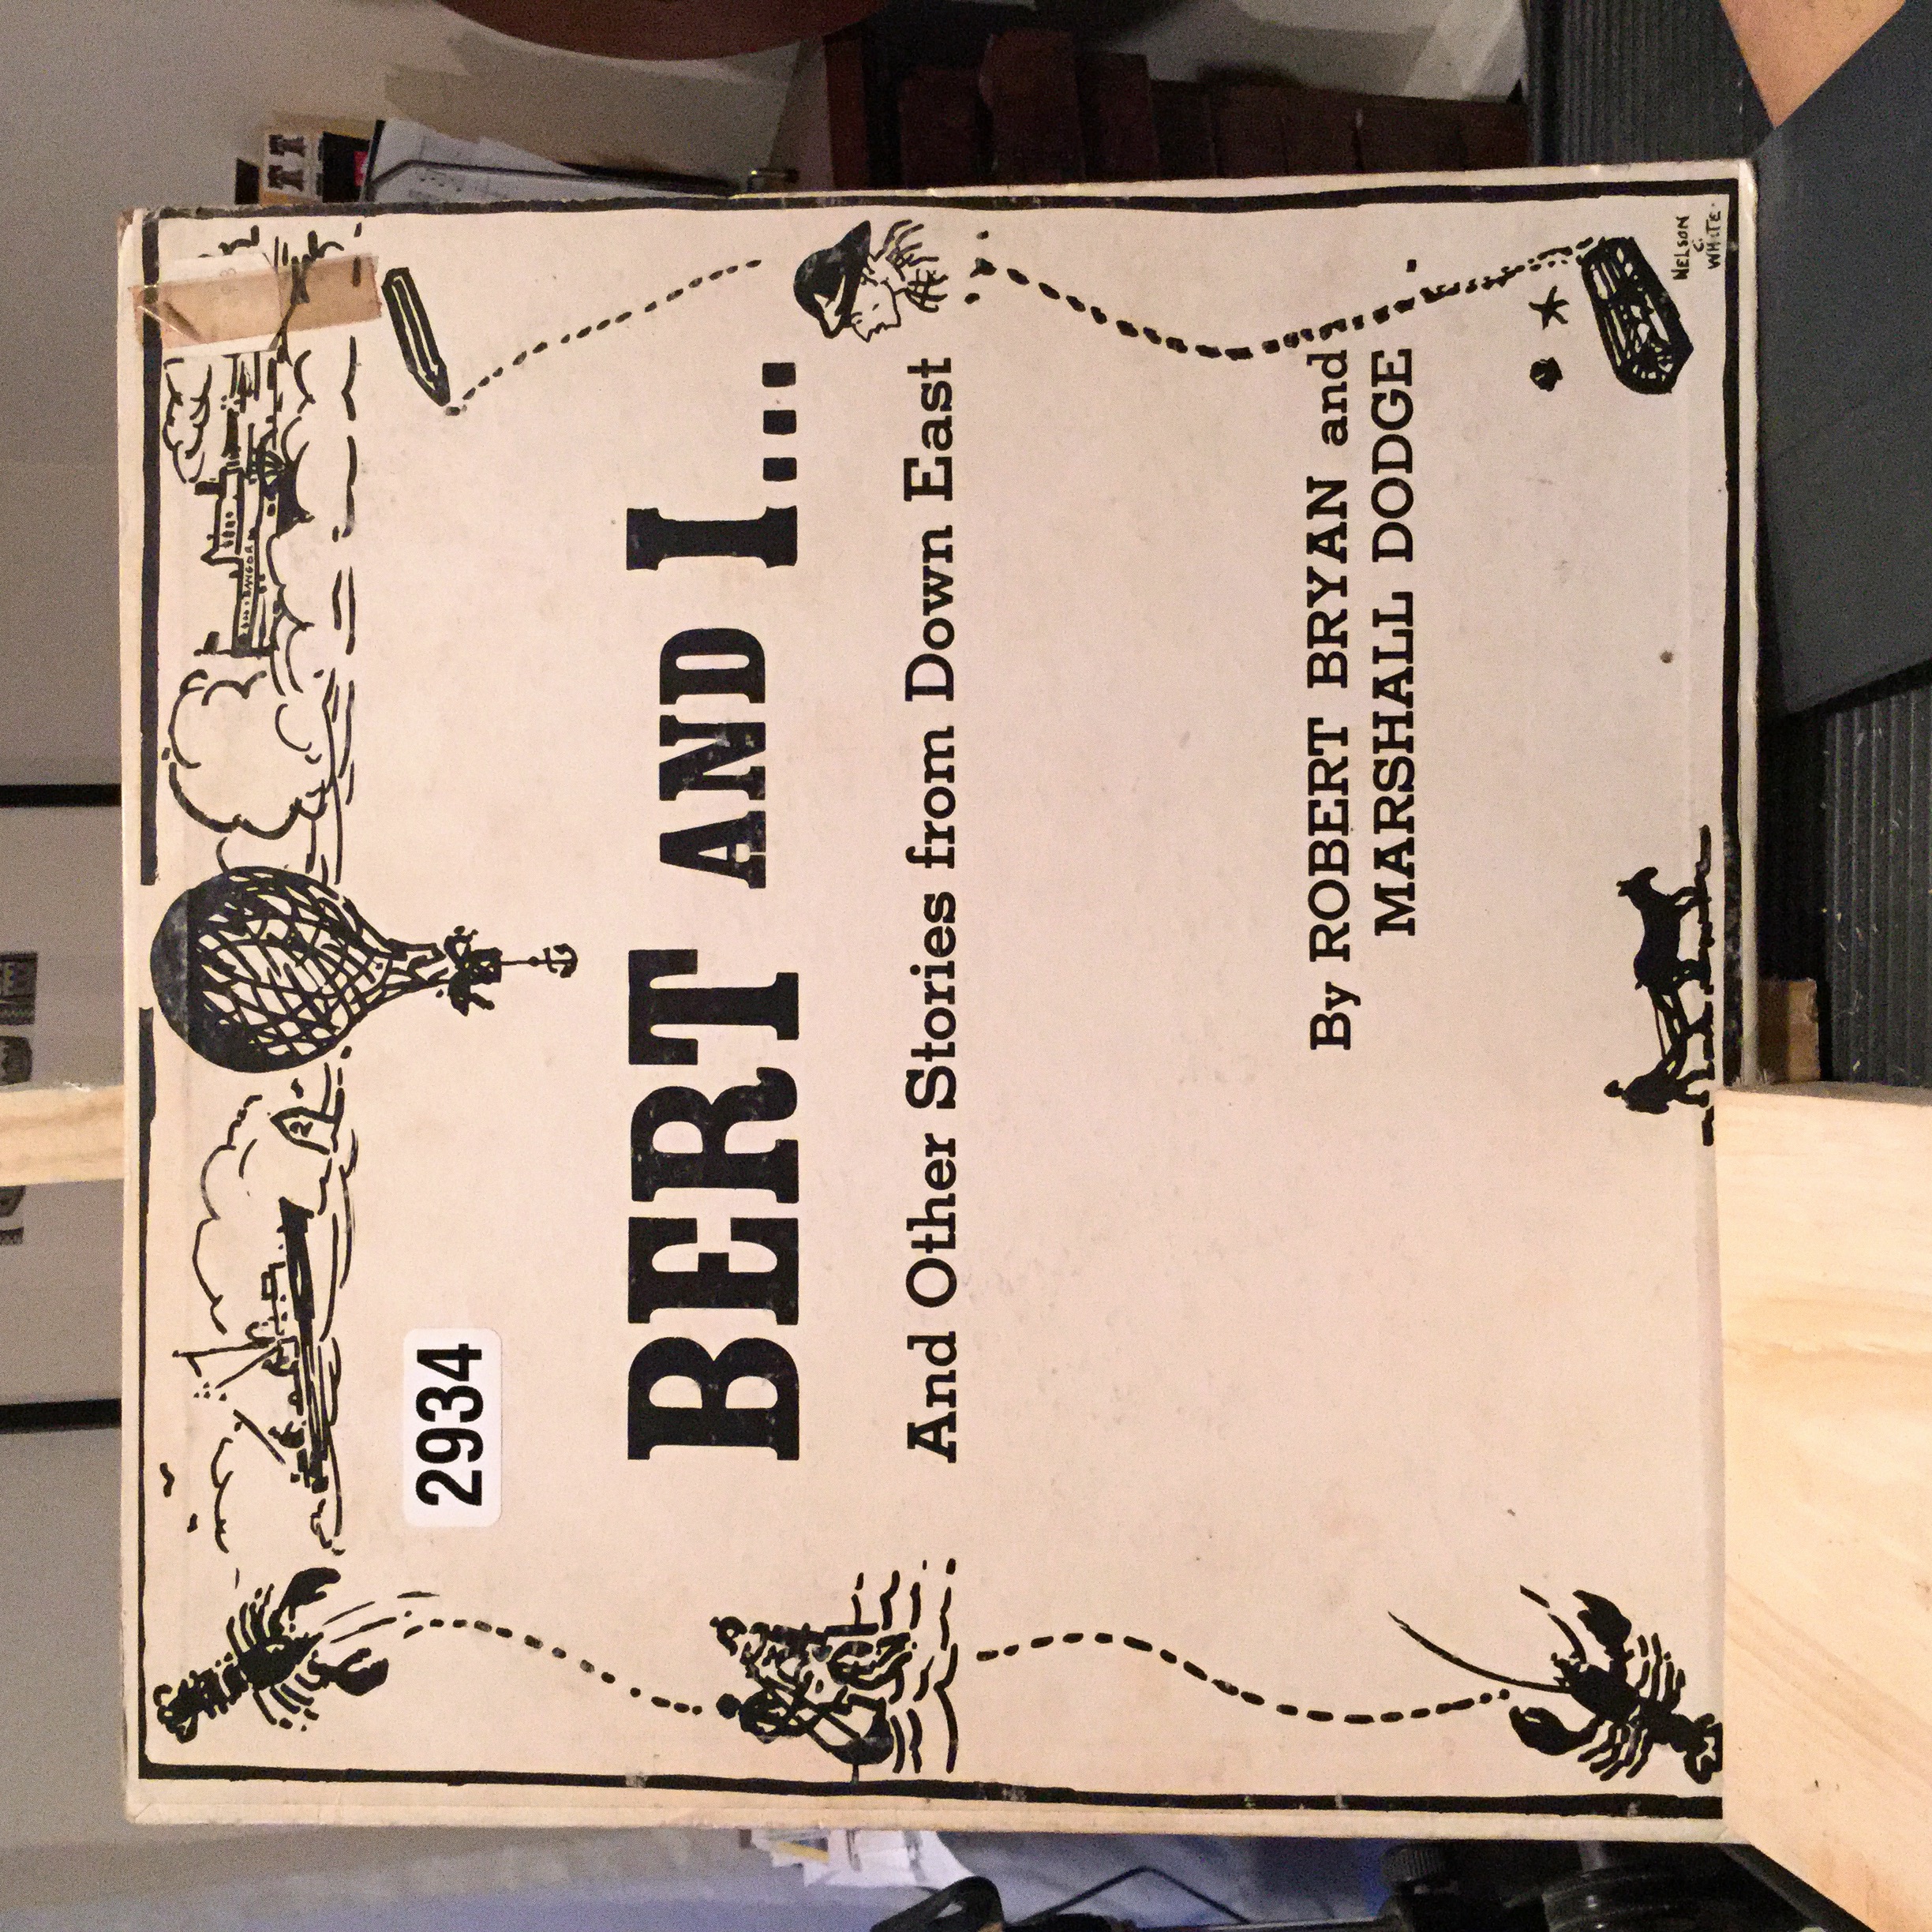 2934
BERT AND I...
And Other Stories from Down East
By ROBERT BRYAN and
MARSHALL DODGE
NELSON
C.
WHITE.